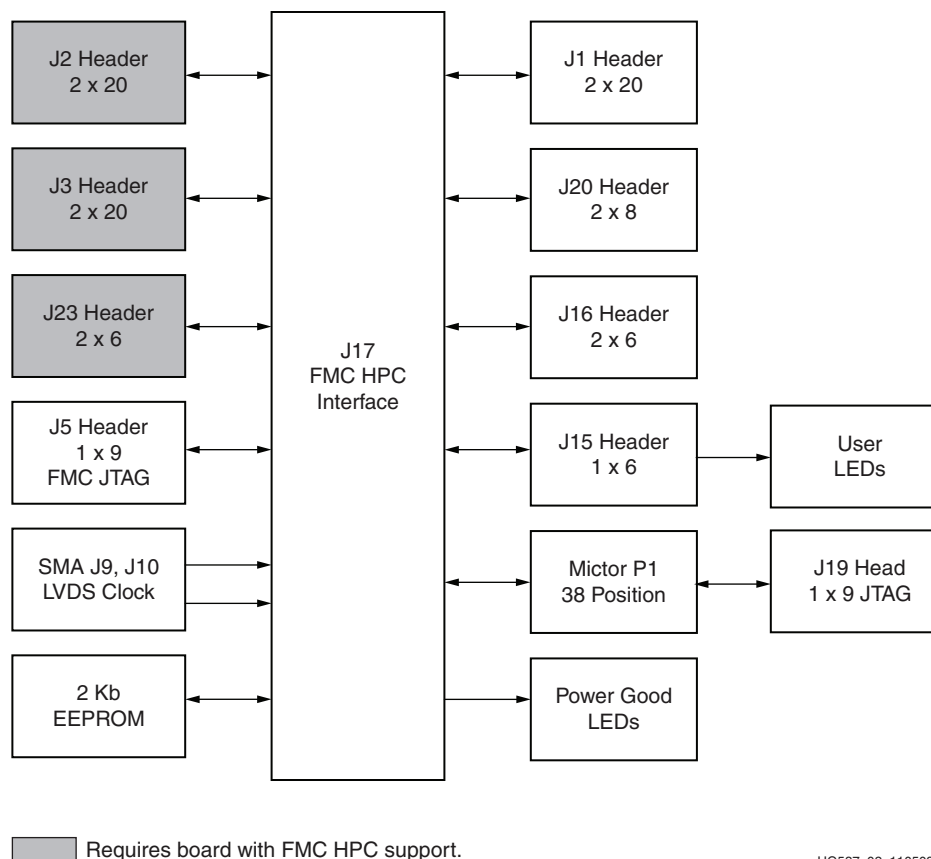 J2 Header
2 x 20
J3 Header
2 x 20
J23 Header
2 x 6
J5 Header
1 x 9
FMC JTAG
SMA J9, J10
LVDS Clock
2 Kb
EEPROM
J17
FMC HPC
Interface
J1 Header
2 x 20
J20 Header
2 x 8
J16 Header
2 x 6
J15 Header
1 x 6
User
LEDs
Mictor P1
38 Position
J19 Head
1 x 9 JTAG
Power Good
LEDs
Requires board with FMC HPC support.